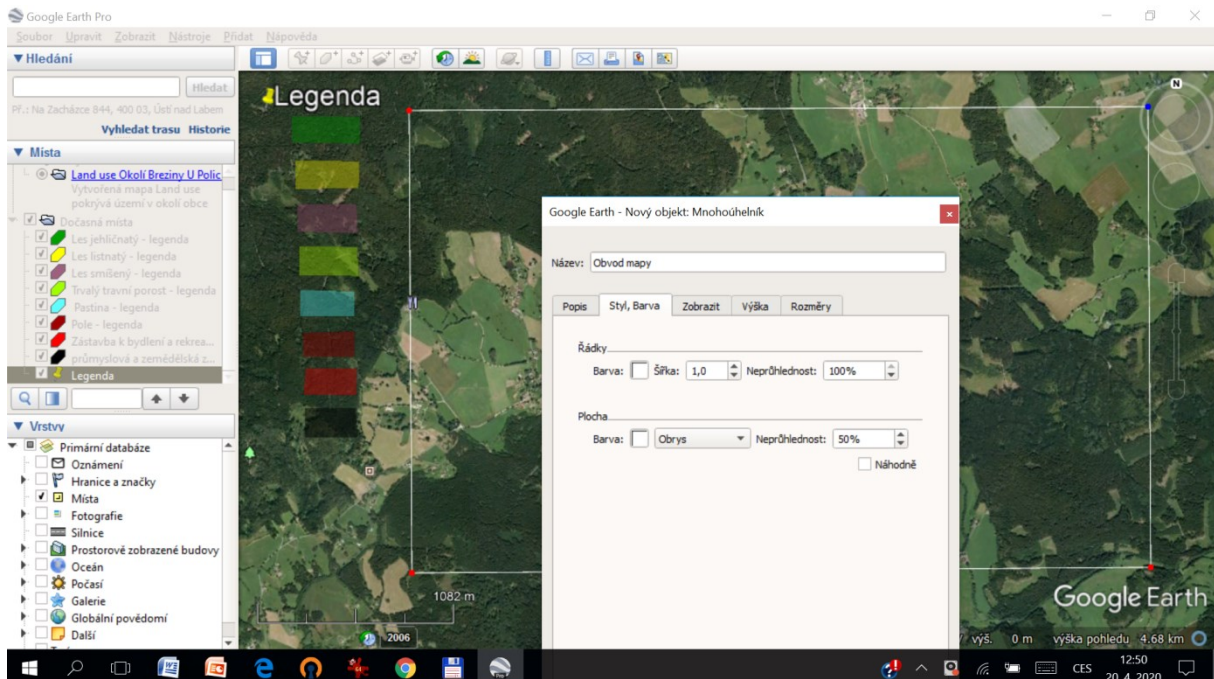 Google Earth Pro
Soubor Upravit Zobrazit Nástroje Přidat Nápověda
Hledání
Hledat
Př.: Na Zacházce 844, 400 03, Ústí nad Labem
Vyhledat trasu Historie
Místa
Land use Okolí Breziny U Polic
Vytvořená mapa Land use
pokrývá území v okolí obce
Dočasná místa
Les jehličnatý - legenda
Les listnatý - legenda
Les smíšený - legenda
Trvalý travní porost - legenda
Pastina - legenda
Pole - legenda
Zástavba k bydlení a rekrea...
průmyslová a zemědělská z...
Legenda
Vrstvy
Primární databáze
Oznámení
Hranice a značky
Místa
Fotografie
Silnice
Prostorově zobrazené budovy
Oceán
Počasí
Galerie
Globální povědomí
Další
Legenda
N
Google Earth - Nový objekt: Mnohoúhelník
Název: Obvod mapy
Popis Styl, Barva Zobrazit Výška Rozměry
Řádky
Barva: Šířka: 1,0 Neprůhlednost: 100%
Plocha
Barva: Obrys Neprůhlednost: 50%
Náhodně
1082 m
2006
Google Earth
výš. 0 m výška pohledu 4.68 km
CES
12:50
20. 4. 2020